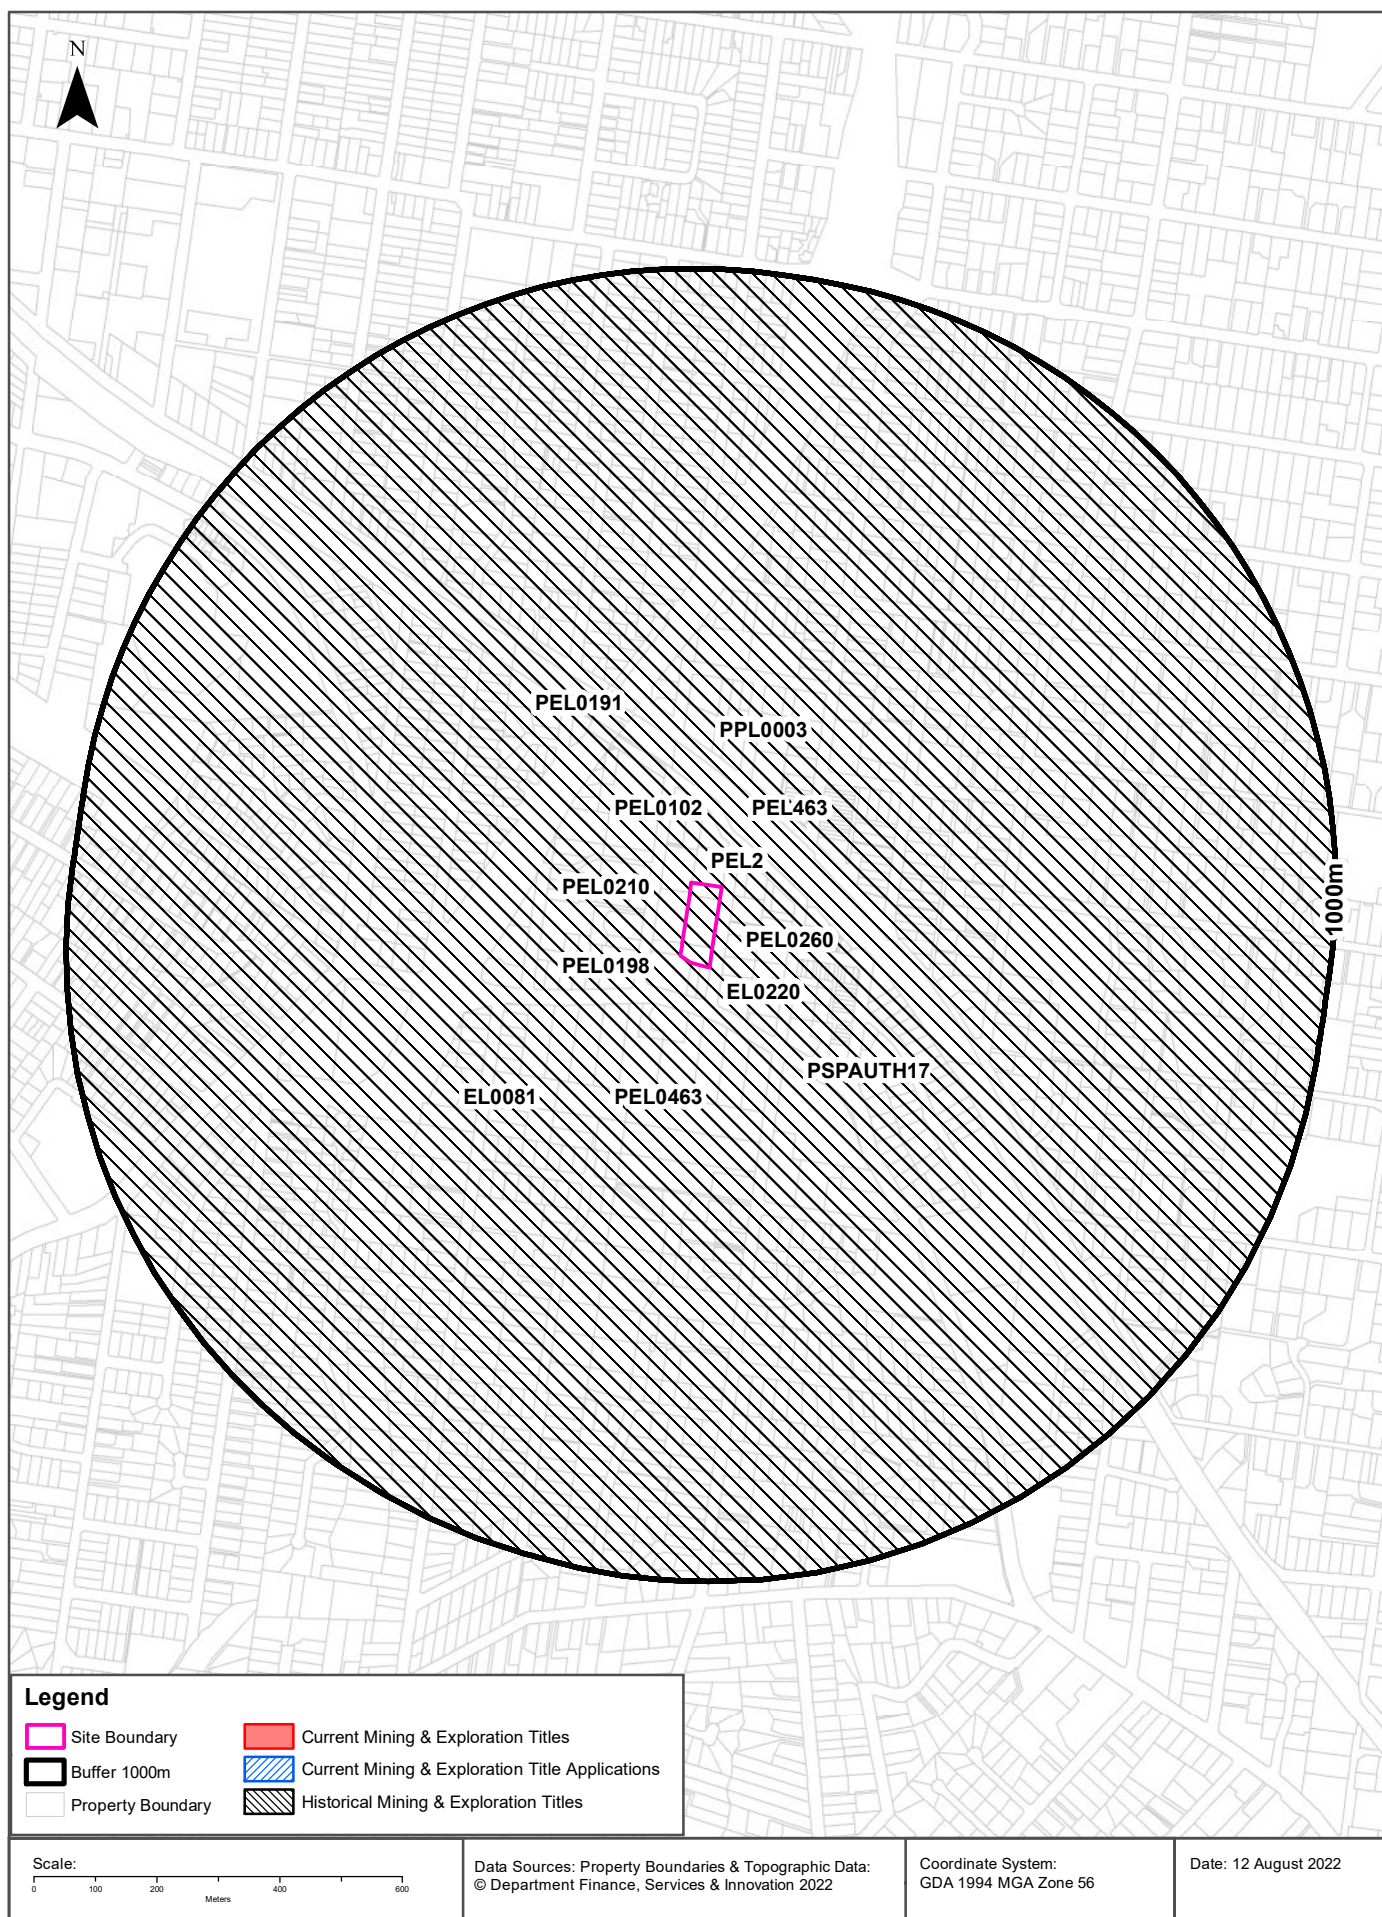 N
PEL0191
PPL0003
PEL0102
PEL463
PEL2
PEL0210
PEL0260
PEL0198
EL0220
PSPAUTH17
EL0081
PEL0463
1000m
Legend
Site Boundary
Buffer 1000m
Property Boundary
Current Mining & Exploration Titles
Current Mining & Exploration Title Applications
Historical Mining & Exploration Titles
Scale:
0 100 200 400 600
Meters
Data Sources: Property Boundaries & Topographic Data:
© Department Finance, Services & Innovation 2022
Coordinate System:
GDA 1994 MGA Zone 56
Date: 12 August 2022